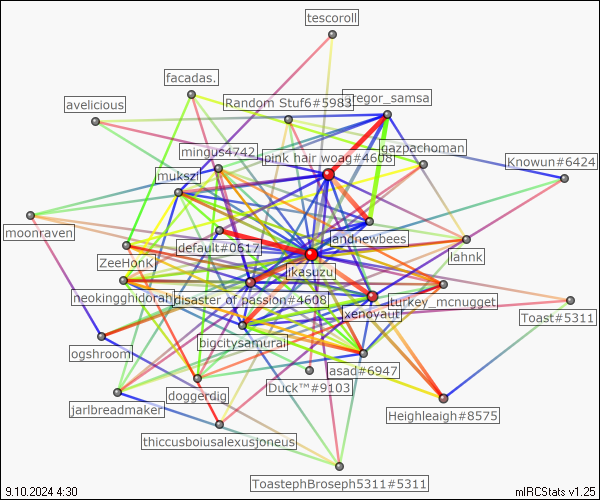 tescoroll
facadas.
avelicious
Random Stuf6#5983
gregor_samsa
mingus4742
pink hair woag#4608
gazpachoman
Knowun#6424
mukszi
moonraven
default#0617
andnewbees
lahnk
ZeeHonk
ikasuzu
neokingghidorah
disaster of passion#4608
turkey_mcnugget
xenoyaut
Toast#5311
bigcitysamurai
ogshroom
asad#6947
Duck™#9103
doggerdig
jarlbreadmaker
Heighleigh#8575
thiccusboiusalexusjoneus
ToastephBroseph5311#5311
9.10.2024 4:30
mIRCStats v1.25